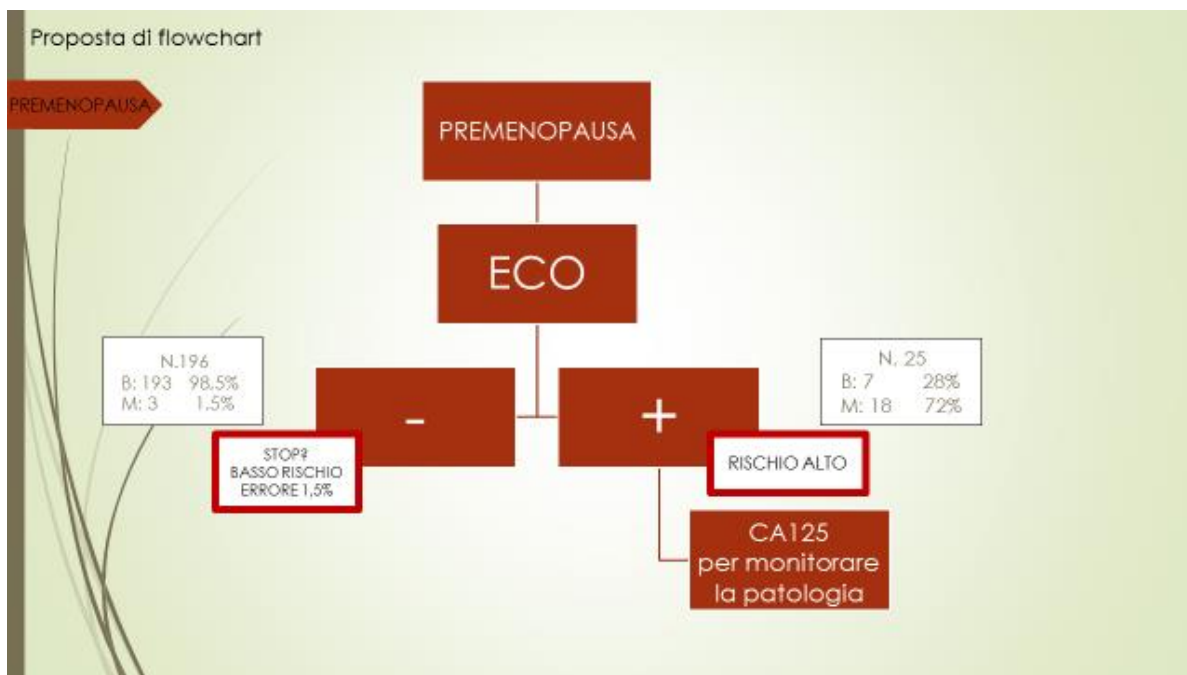 Proposta di flowchart
PREMENOPAUSA
PREMENOPAUSA
ECO
N.196
B: 193 98,5%
M: 3 1,5%
N. 25
B: 7 28%
M: 18 72%
-
+
STOP?
BASSO RISCHIO
ERRORE 1,5%
RISCHIO ALTO
CA125
per monitorare
la patologia